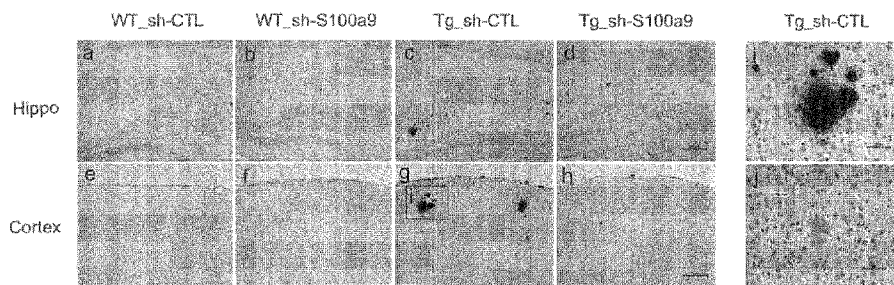 WT_sh-CTL WT_sh-S100a9 Tg_sh-CTL Tg_sh-S100a9 Tg_sh-CTL
Hippo a b c d i
Cortex e f g i h j